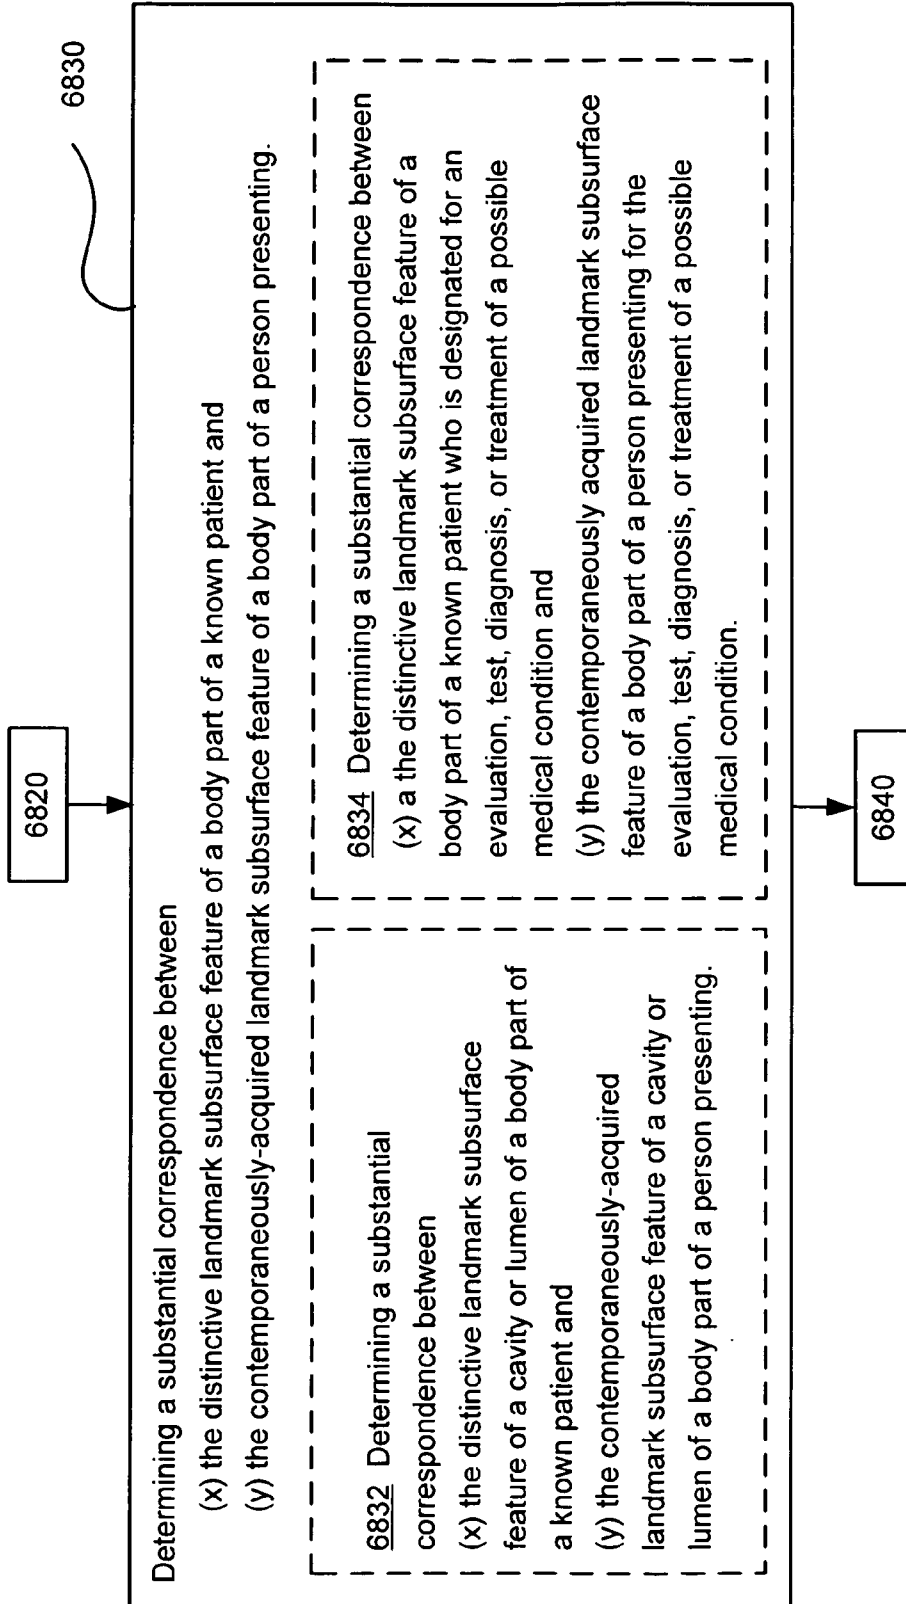 6820
6830
Determining a substantial correspondence between
(x) the distinctive landmark subsurface feature of a body part of a known patient and
(y) the contemporaneously-acquired landmark subsurface feature of a body part of a person presenting.
6832 Determining a substantial
correspondence between
(x) the distinctive landmark subsurface
feature of a cavity or lumen of a body part of
a known patient and
(y) the contemporaneously-acquired
landmark subsurface feature of a cavity or
lumen of a body part of a person presenting.
6834 Determining a substantial correspondence between
(x) a the distinctive landmark subsurface feature of a
body part of a known patient who is designated for an
evaluation, test, diagnosis, or treatment of a possible
medical condition and
(y) the contemporaneously acquired landmark subsurface
feature of a body part of a person presenting for the
evaluation, test, diagnosis, or treatment of a possible
medical condition.
6840